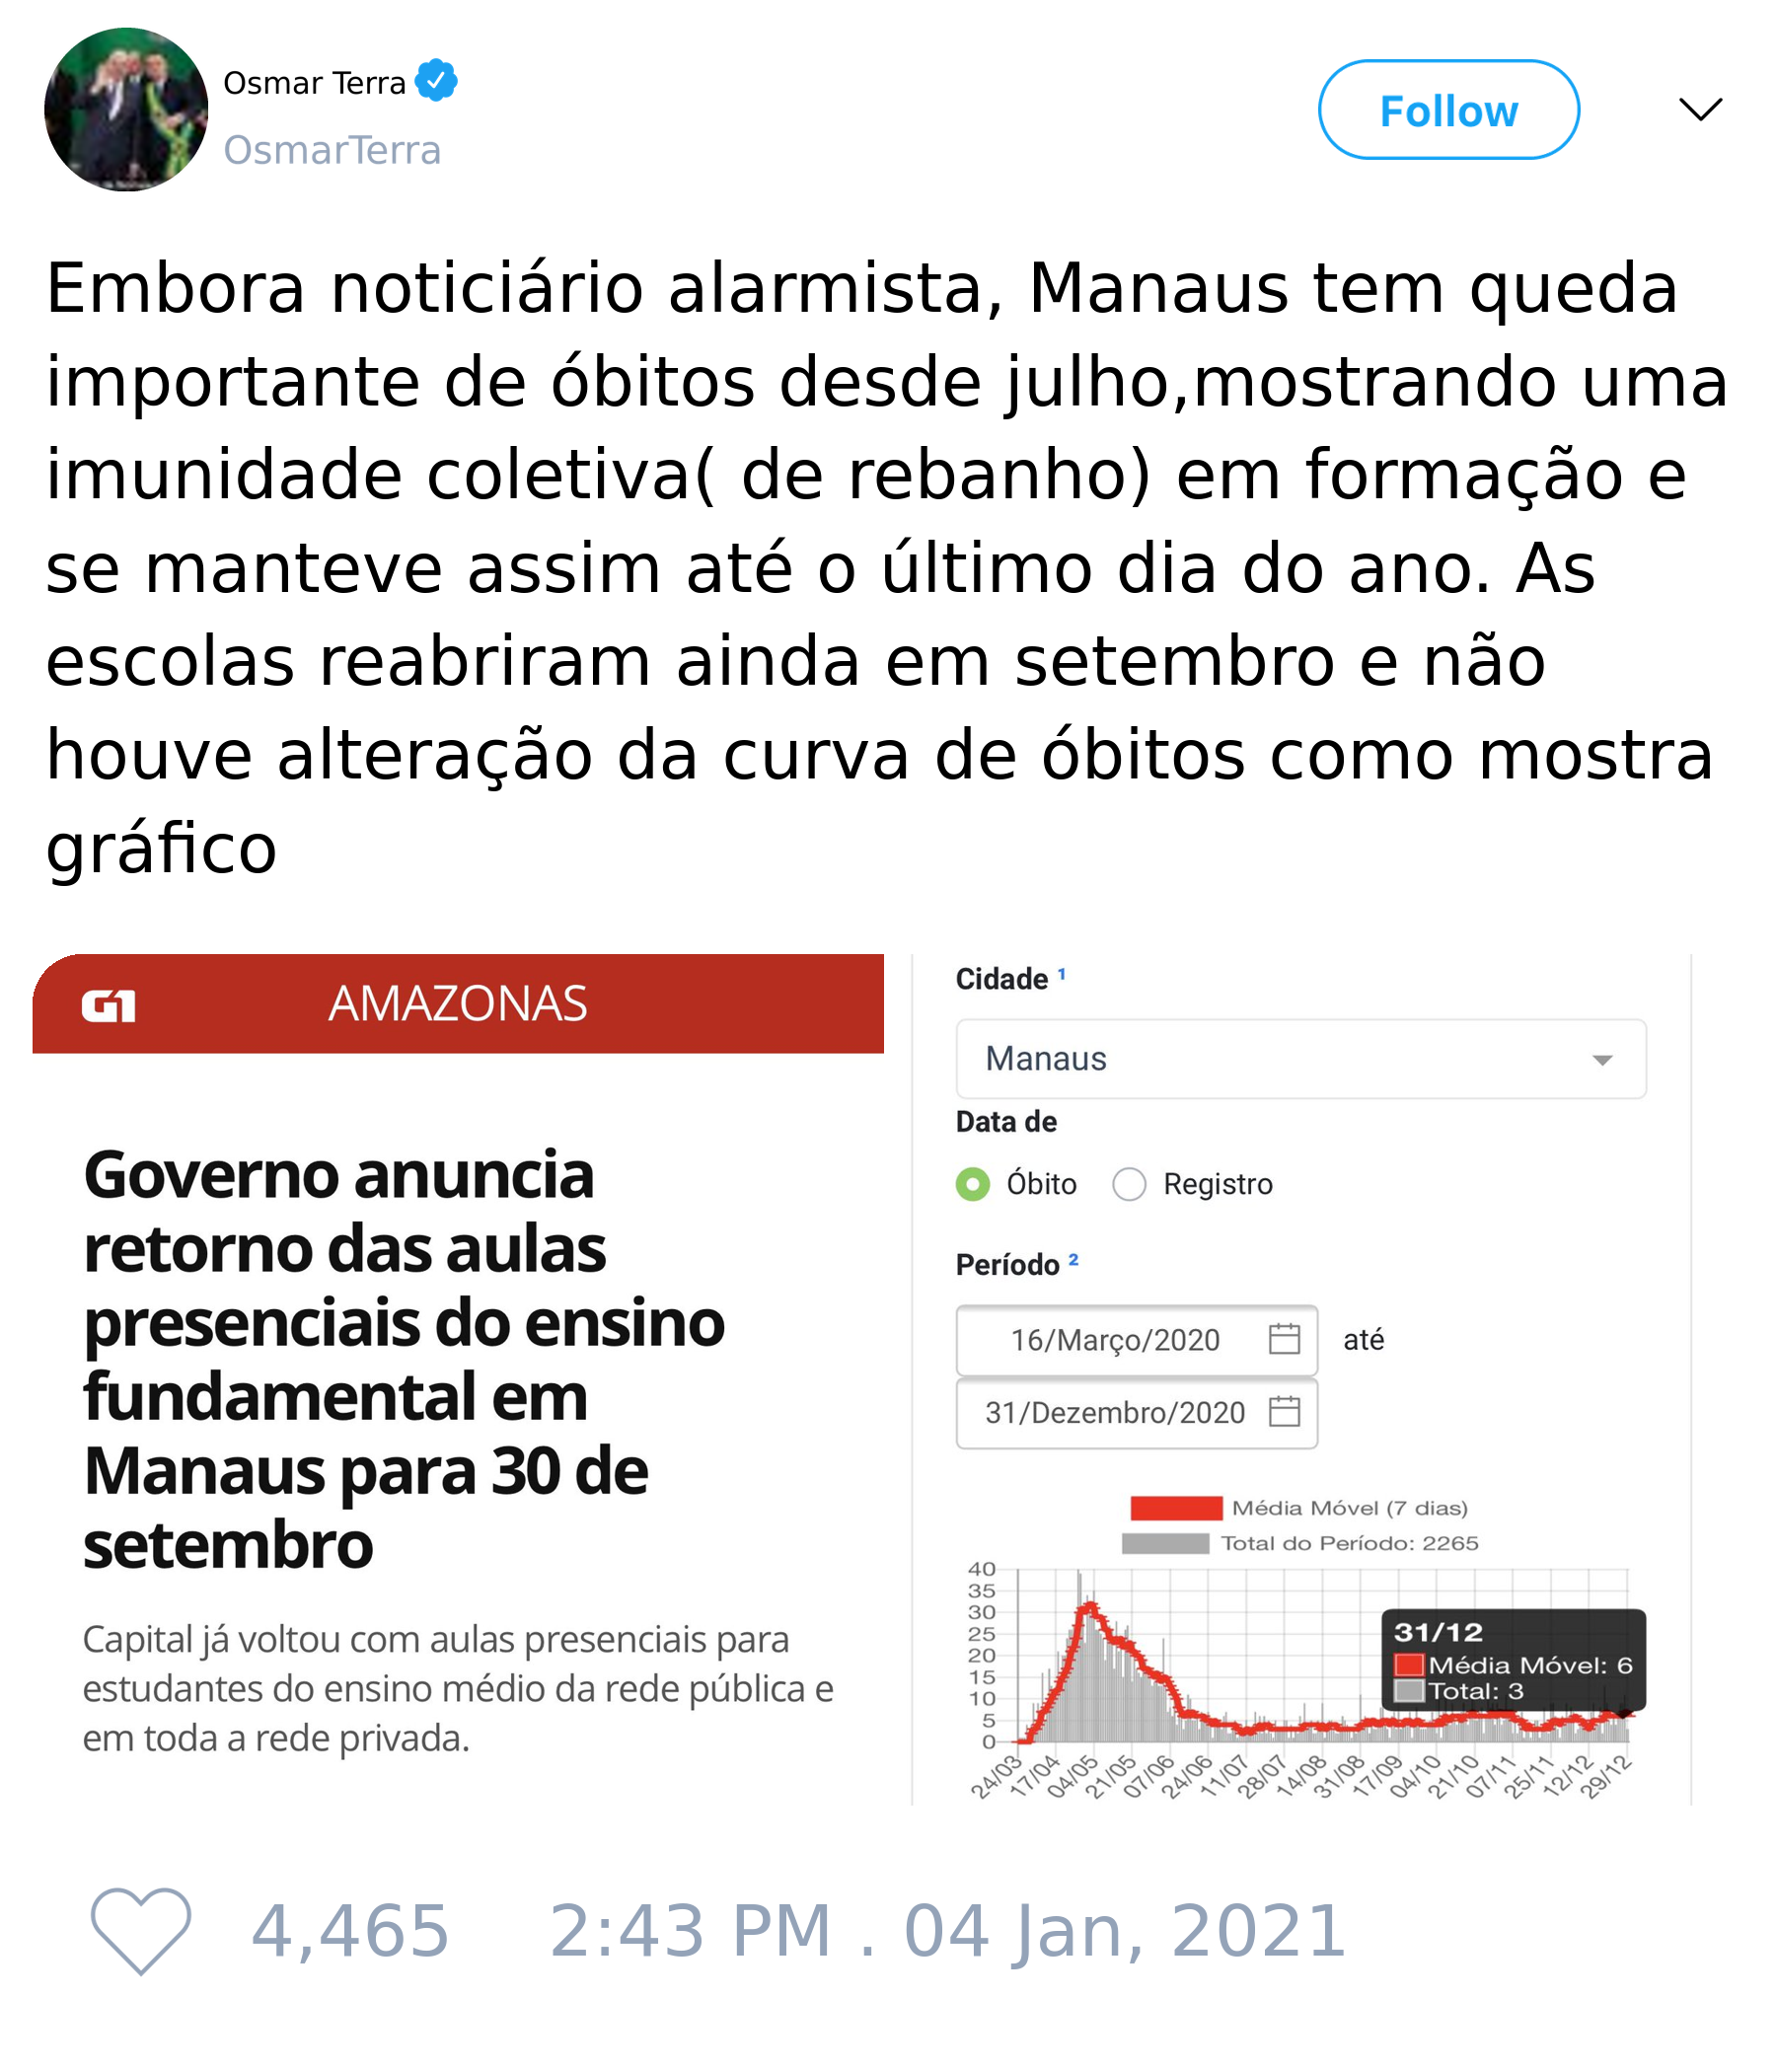 Osmar Terra
OsmarTerra
Follow
Embora noticiário alarmista, Manaus tem queda
importante de óbitos desde julho,mostrando uma
imunidade coletiva( de rebanho) em formação e
se manteve assim até o último dia do ano. As
escolas reabriram ainda em setembro e não
houve alteração da curva de óbitos como mostra
gráfico
G1 AMAZONAS
Governo anuncia
retorno das aulas
presenciais do ensino
fundamental em
Manaus para 30 de
setembro
Capital já voltou com aulas presenciais para
estudantes do ensino médio da rede pública e
em toda a rede privada.
Cidade 1
Manaus
Data de
Óbito Registro
Período 2
16/Março/2020 até
31/Dezembro/2020
Média Móvel (7 dias)
Total do Período: 2265
40
35
30
25
20
15
10
5
0
31/12
Média Móvel: 6
Total: 3
24/03 17/04 04/05 21/05 07/06 24/06 11/07 28/07 14/08 31/08 17/09 04/10 21/10 07/11 25/11 12/12 29/12
4,465 2:43 PM . 04 Jan, 2021